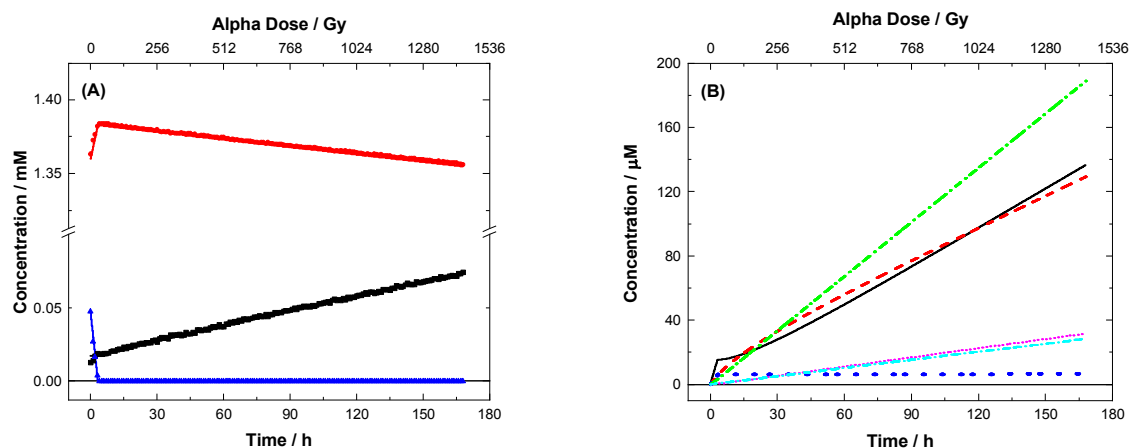 Alpha Dose / Gy
0 256 512 768 1024 1280 1536
(A)
1.40
1.35
0.05
0.00
Concentration / mM
0 30 60 90 120 150 180
Time / h
Alpha Dose / Gy
0 256 512 768 1024 1280 1536
(B)
200
160
120
80
40
0
Concentration / µM
0 30 60 90 120 150 180
Time / h